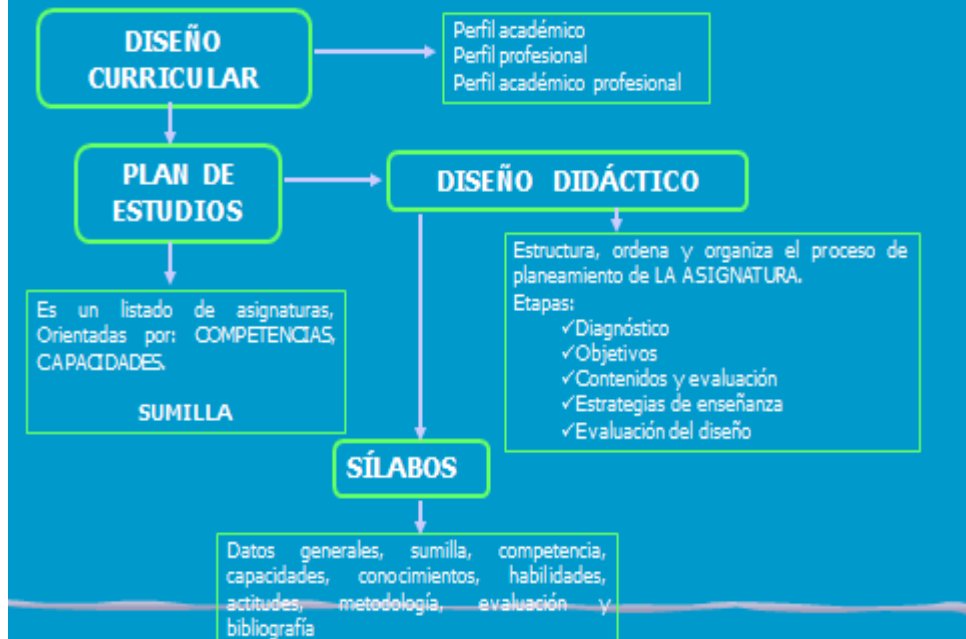 DISEÑO
CURRICULAR
Perfil académico
Perfil profesional
Perfil académico profesional
PLAN DE
ESTUDIOS
DISEÑO DIDÁCTICO
Estructura, ordena y organiza el proceso de
planeamiento de LA ASIGNATURA.
Etapas:
✓Diagnóstico
✓Objetivos
✓Contenidos y evaluación
✓Estrategias de enseñanza
✓Evaluación del diseño
Es un listado de asignaturas,
Orientadas por: COMPETENCIAS,
CAPACIDADES.
SUMILLA
SÍLABOS
Datos generales, sumilla, competencia,
capacidades, conocimientos, habilidades,
actitudes, metodología, evaluación y
bibliografía